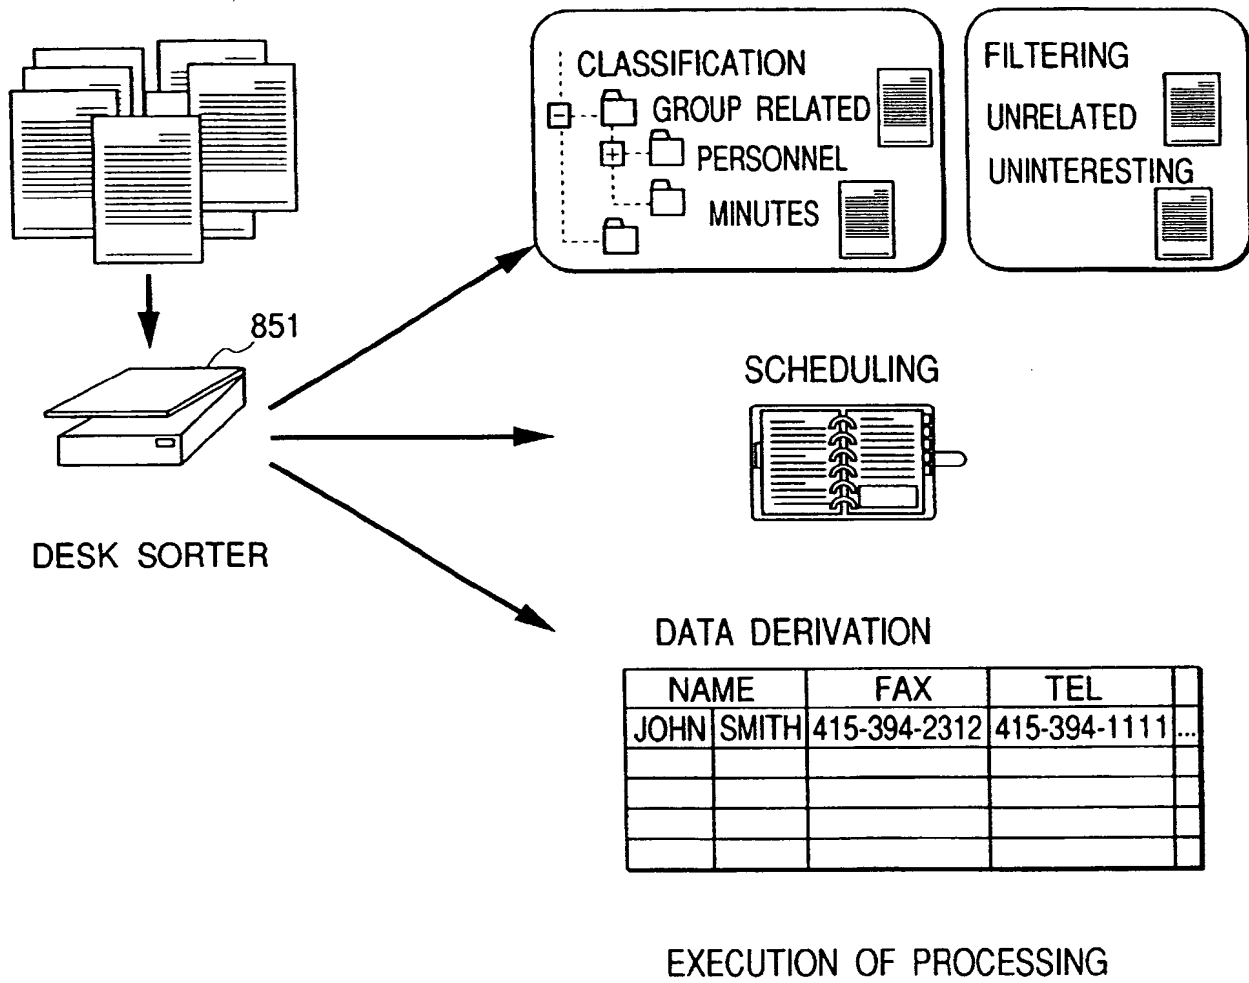 CLASSIFICATION
GROUP RELATED
PERSONNEL
MINUTES
FILTERING
UNRELATED
UNINTERESTING
851
DESK SORTER
SCHEDULING
DATA DERIVATION
NAME FAX TEL
JOHN SMITH 415-394-2312 415-394-1111 ...
EXECUTION OF PROCESSING